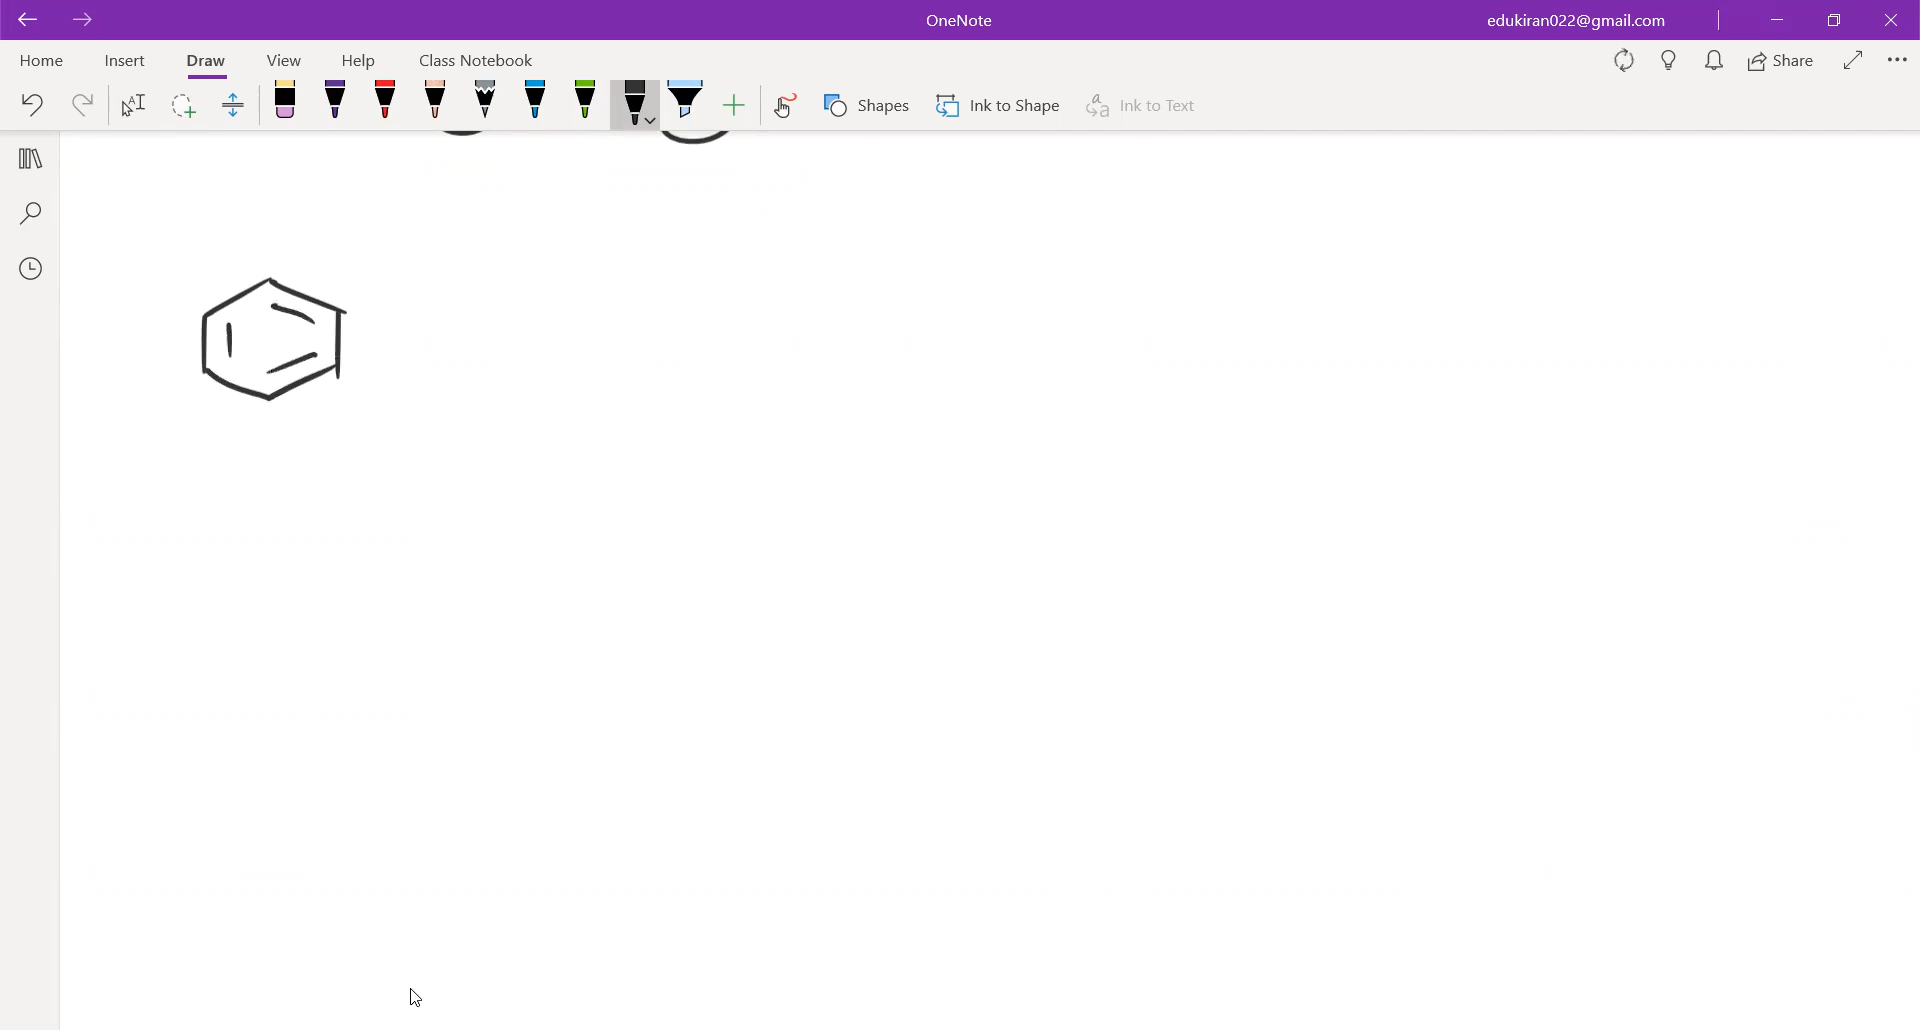 OneNote
edukiran022@gmail.com
Home Insert Draw View Help Class Notebook
Share
Shapes Ink to Shape Ink to Text